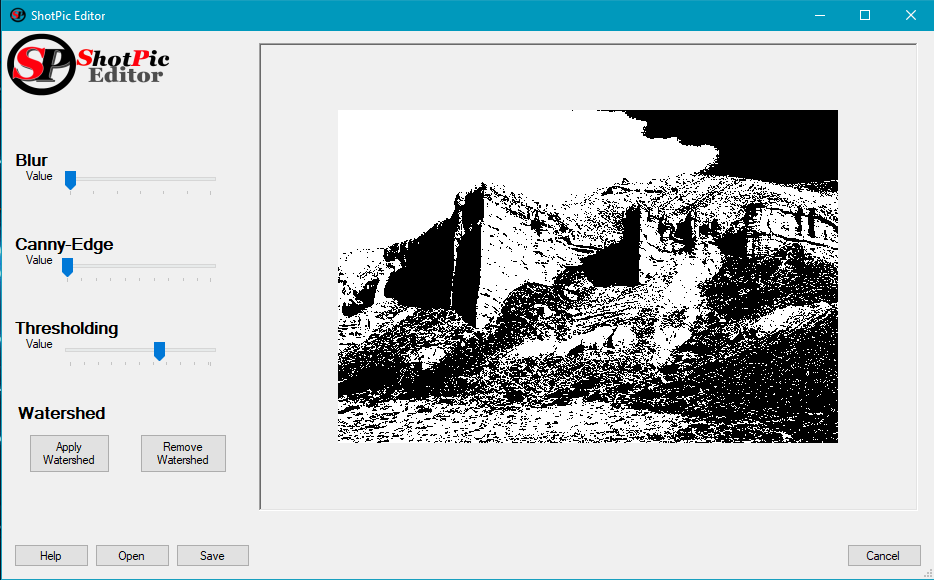 ShotPic Editor
SP ShotPic
Editor
Blur
Value
Canny-Edge
Value
Thresholding
Value
Watershed
Apply
Watershed
Remove
Watershed
Help
Open
Save
Cancel